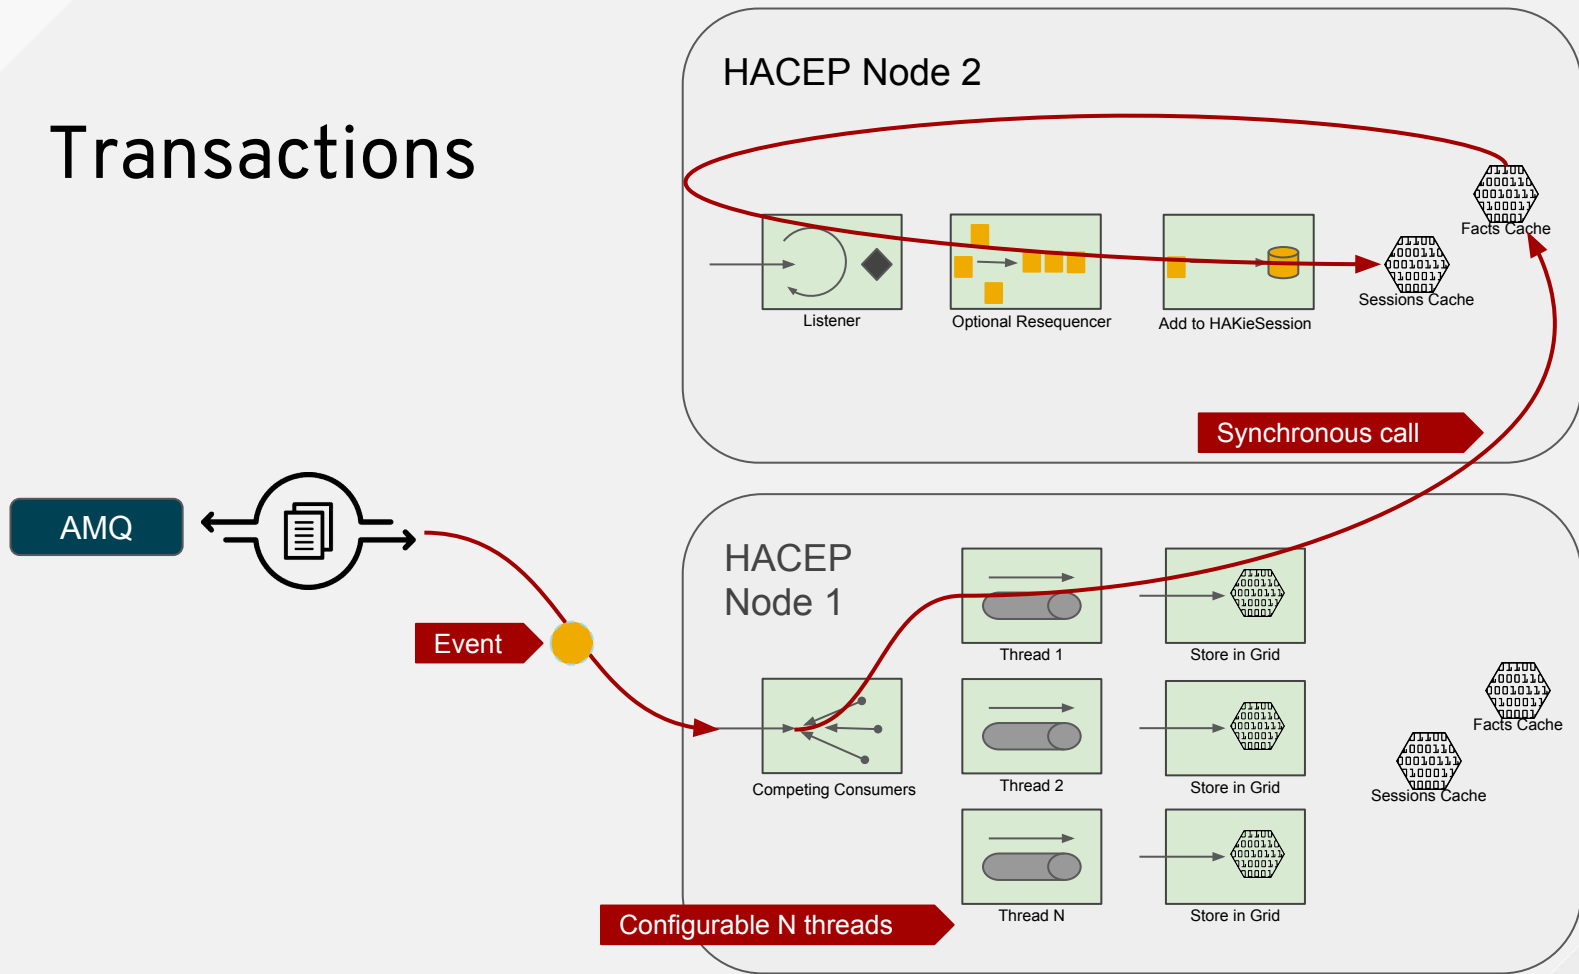 Transactions
HACEP Node 2
Facts Cache
Sessions Cache
Listener
Optional Resequencer
Add to HAKieSession
Synchronous call
AMQ
Event
HACEP
Node 1
Thread 1
Store in Grid
Competing Consumers
Thread 2
Store in Grid
Facts Cache
Sessions Cache
Configurable N threads
Thread N
Store in Grid